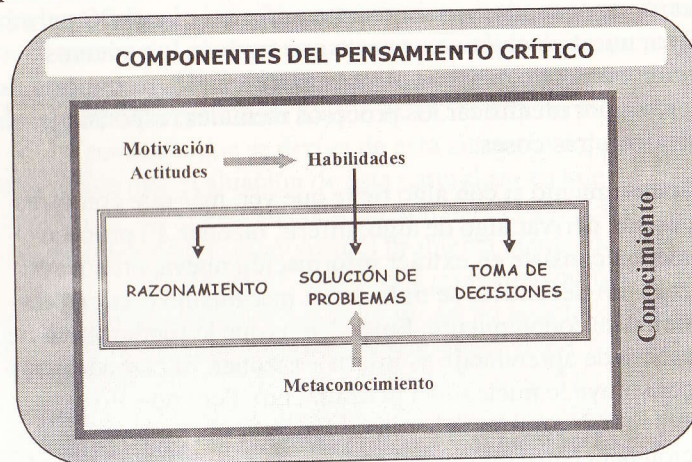 COMPONENTES DEL PENSAMIENTO CRÍTICO
Motivación
Actitudes
Habilidades
RAZONAMIENTO
SOLUCIÓN DE
PROBLEMAS
TOMA DE
DECISIONES
Metaconocimiento
Conocimiento